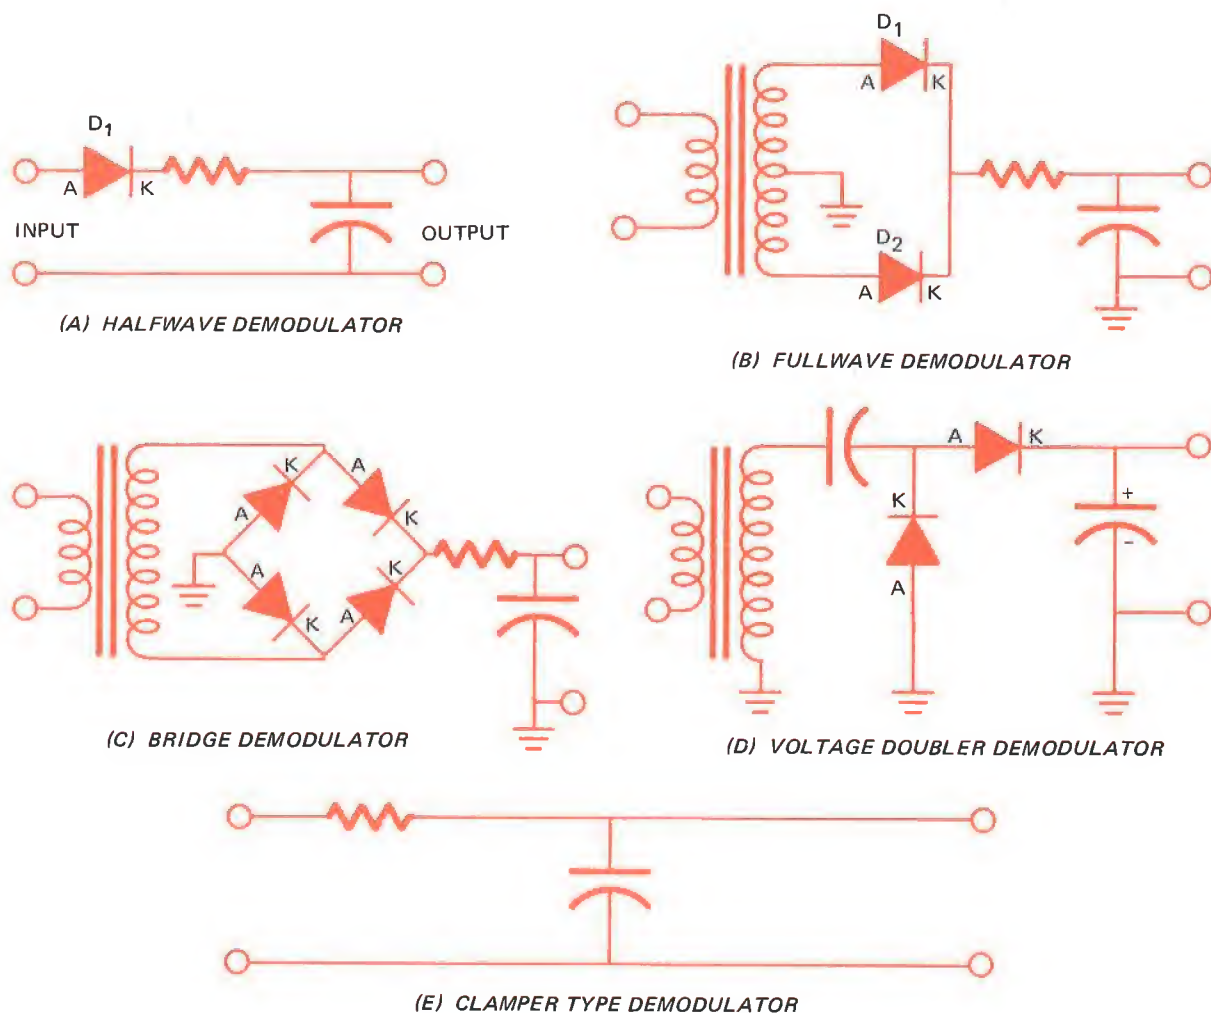 D1
A K
INPUT
OUTPUT
(A) HALFWAVE DEMODULATOR
D1
A K
D2
A K
(B) FULLWAVE DEMODULATOR
K A
A K
A K
K A
(C) BRIDGE DEMODULATOR
A K
K
A
+
-
(D) VOLTAGE DOUBLER DEMODULATOR
(E) CLAMPER TYPE DEMODULATOR